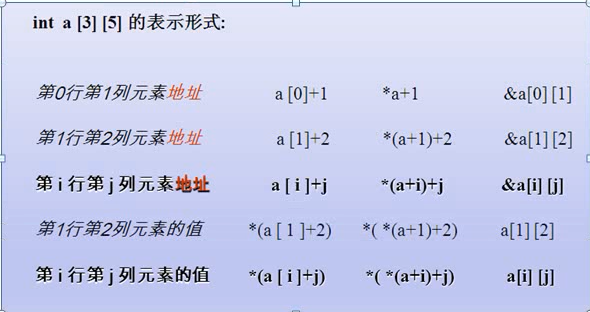 int a [3] [5] 的表示形式:
第0行第1列元素地址 a [0]+1 *a+1 &a[0] [1]
第1行第2列元素地址 a [1]+2 *(a+1)+2 &a[1] [2]
第 i 行第 j 列元素地址 a [ i ]+j *(a+i)+j &a[i] [j]
第1行第2列元素的值 *(a [ 1 ]+2) *( *(a+1)+2) a[1] [2]
第 i 行第 j 列元素的值 *(a [ i ]+j) *( *(a+i)+j) a[i] [j]